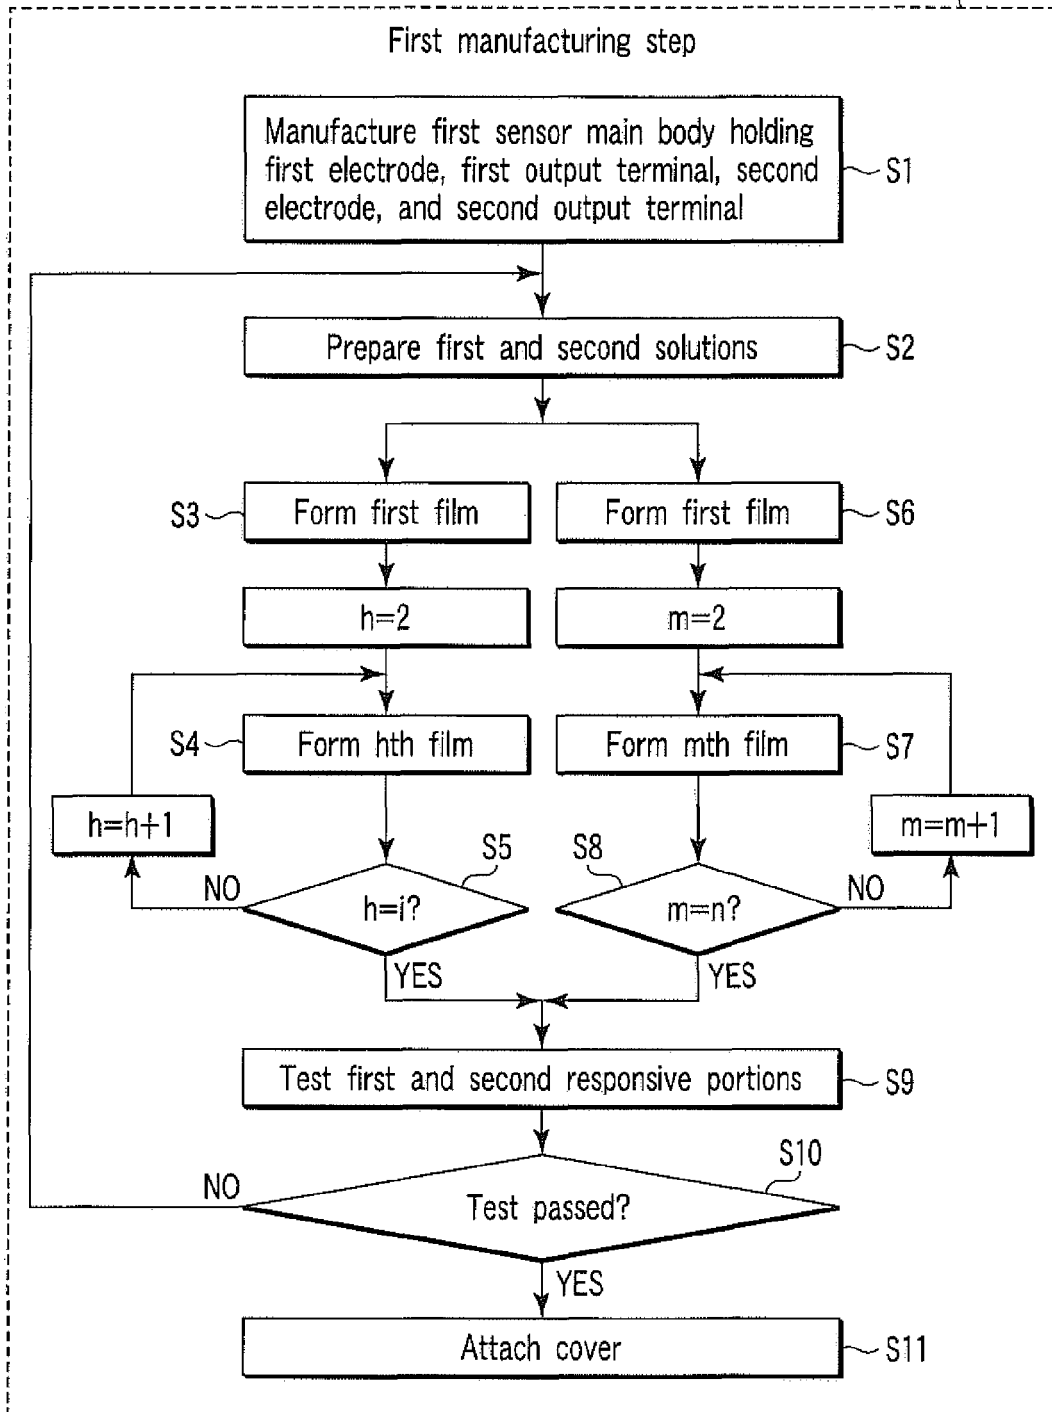 First manufacturing step
Manufacture first sensor main body holding
first electrode, first output terminal, second
electrode, and second output terminal
S1
Prepare first and second solutions
S2
S3
Form first film
Form first film
S6
h=2
m=2
S4
Form hth film
Form mth film
S7
h=h+1
m=m+1
S5
S8
NO
h=i?
m=n?
NO
YES
YES
Test first and second responsive portions
S9
S10
NO
Test passed?
YES
Attach cover
S11